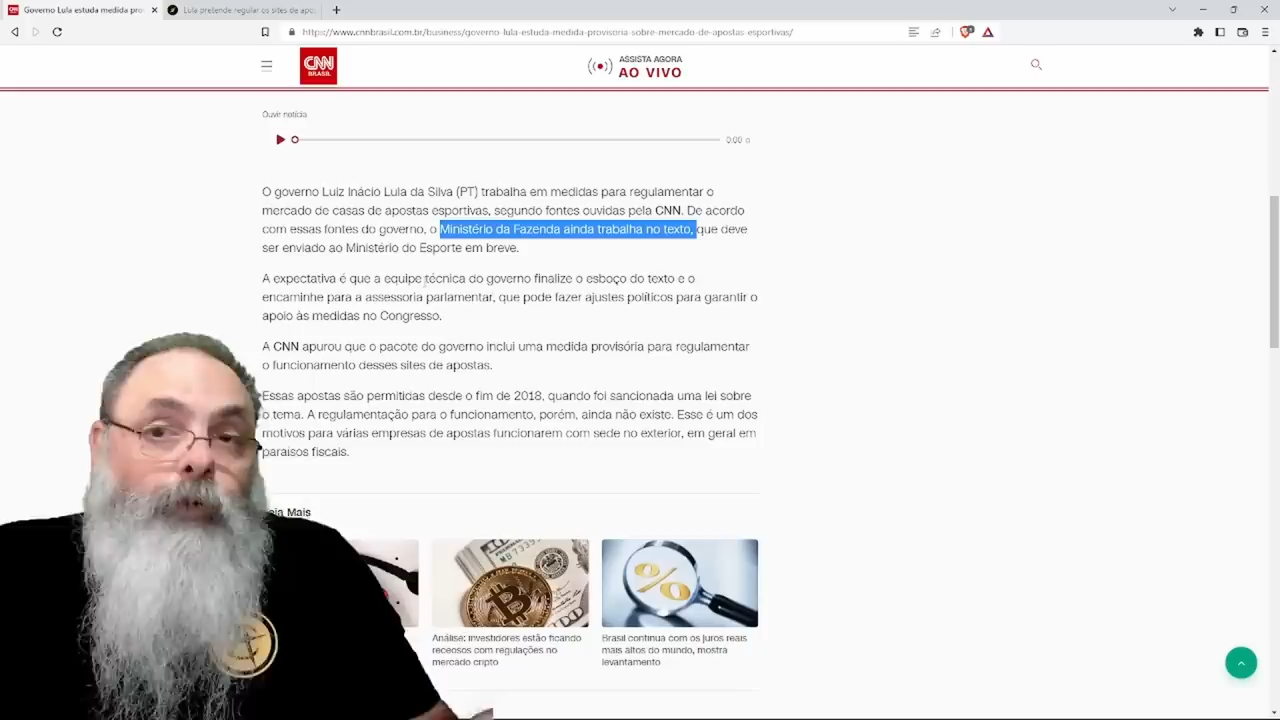 Governo Lula estuda medida pro
Lula pretende regular os sites de apo
https://www.cnnbrasil.com.br/business/governo-lula-estuda-medida-provisoria-sobre-mercado-de-apostas-esportivas/
CNN
BRASIL
ASSISTA AGORA
AO VIVO
Ouvir notícia
0:00
O governo Luiz Inácio Lula da Silva (PT) trabalha em medidas para regulamentar o
mercado de casas de apostas esportivas, segundo fontes ouvidas pela CNN. De acordo
com essas fontes do governo, o Ministério da Fazenda ainda trabalha no texto, que deve
ser enviado ao Ministério do Esporte em breve.
A expectativa é que a equipe técnica do governo finalize o esboço do texto e o
encaminhe para a assessoria parlamentar, que pode fazer ajustes políticos para garantir o
apoio às medidas no Congresso.
A CNN apurou que o pacote do governo inclui uma medida provisória para regulamentar
o funcionamento desses sites de apostas.
Essas apostas são permitidas desde o fim de 2018, quando foi sancionada uma lei sobre
o tema. A regulamentação para o funcionamento, porém, ainda não existe. Esse é um dos
motivos para várias empresas de apostas funcionarem com sede no exterior, em geral em
paraísos fiscais.
Mais
Análise: investidores estão ficando
receosos com regulações no
mercado cripto
Brasil continua com os juros reais
mais altos do mundo, mostra
levantamento